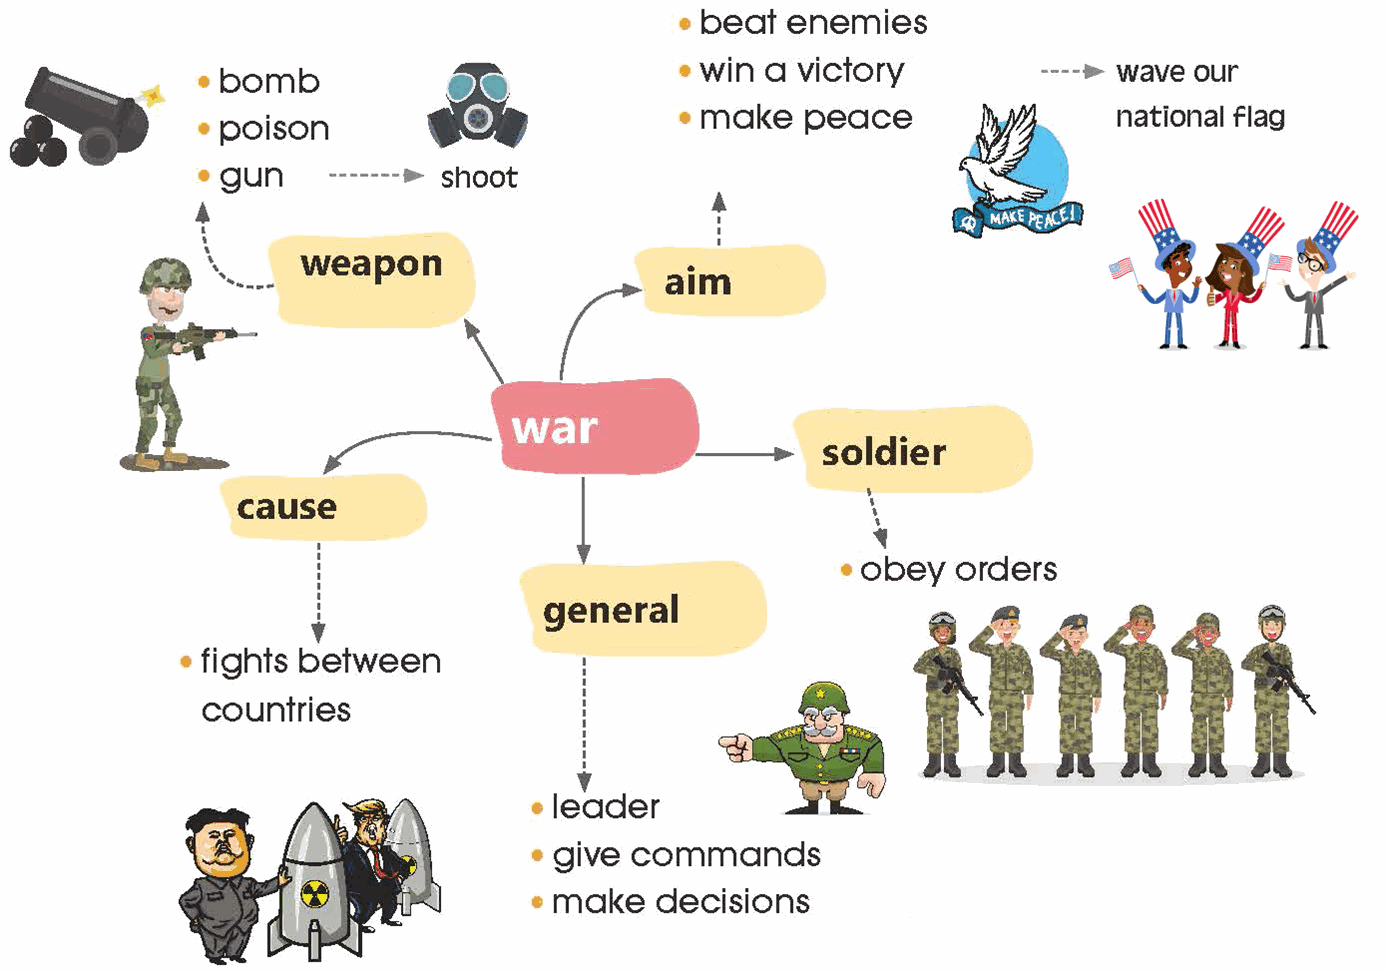 • beat enemies
• win a victory
• make peace
wave our
national flag
• bomb
• poison
• gun
shoot
MAKE PEACE!
weapon
aim
war
soldier
cause
general
• obey orders
• fights between
countries
• leader
• give commands
• make decisions